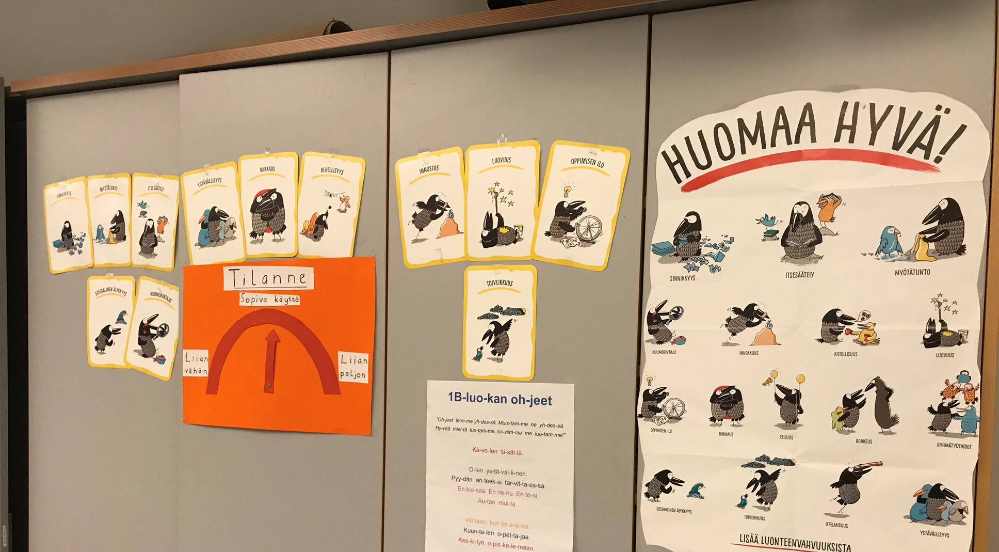 SINNIKKYYS
MYÖTÄTUNTO
ITSESÄÄTELY
SOSIAALINEN ÄLYKKYYS
HUUMORINTAJU
YSTÄVÄLLISYYS
RAKKAUS
REHELLISYYS
Tilanne
Sopiva käyttö
Liian
vähän
Liian
paljon
INNOSTUS
LUOVUUS
OPPIMISEN ILO
TOIVEIKKUUS
1B-luo-kan oh-jeet
"Oh-jeet teim-me yh-des-sä. Muis-tam-me ne yh-des-sä.
Hy-vää miel-tä tuo-tam-me, toi-siim-me me luo-tam-me!"
Kä-ve-len si-säl-lä.
O-len ys-tä-väl-li-nen.
Pyy-dän an-teek-si tar-vit-ta-es-sa.
En kiu-saa. En rie-hu. En tö-ni.
Au-tan mui-ta.
Viit-taan, kun on a-si-aa.
Kuun-te-len o-pet-ta-jaa.
Kes-ki-tyn o-pis-ke-le-maan.
HUOMAA HYVÄ!
SINNIKKYYS
ITSESÄÄTELY
MYÖTÄTUNTO
HUUMORINTAJU
INNOKKUUS
KIITOLLISUUS
LUOVUUS
OPPIMISEN ILO
RAKKAUS
REILUUS
ROHKEUS
RYHMÄTYÖTAIDOT
SOSIAALINEN ÄLYKKYYS
TOIVEIKKUUS
UTELIAISUUS
YSTÄVÄLLISYYS
LISÄÄ LUONTEENVAHVUUKSISTA